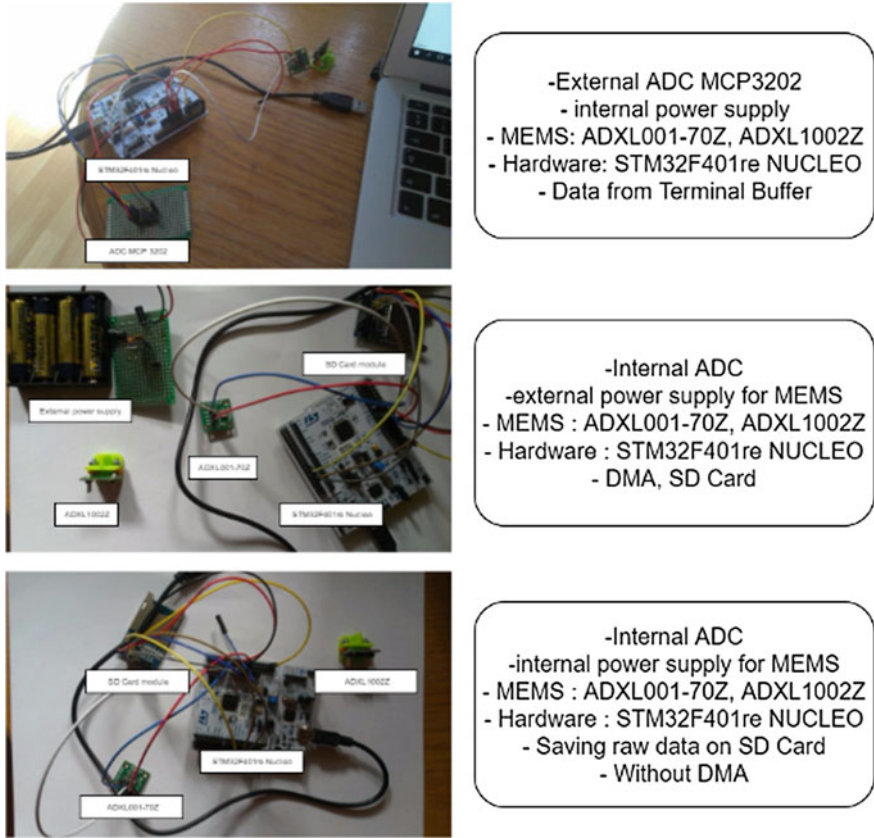 STM32F401re Nucleo
ADC MCP 3202
-External ADC MCP3202
- internal power supply
- MEMS: ADXL001-70Z, ADXL1002Z
- Hardware: STM32F401re NUCLEO
- Data from Terminal Buffer
SD Card module
External power supply
ADXL001-70Z
ADXL1002Z
STM32F401re Nucleo
-Internal ADC
-external power supply for MEMS
- MEMS : ADXL001-70Z, ADXL1002Z
- Hardware : STM32F401re NUCLEO
- DMA, SD Card
SD Card module
ADXL1002Z
STM32F401re Nucleo
ADXL001-70Z
-Internal ADC
-internal power supply for MEMS
- MEMS : ADXL001-70Z, ADXL1002Z
- Hardware : STM32F401re NUCLEO
- Saving raw data on SD Card
- Without DMA